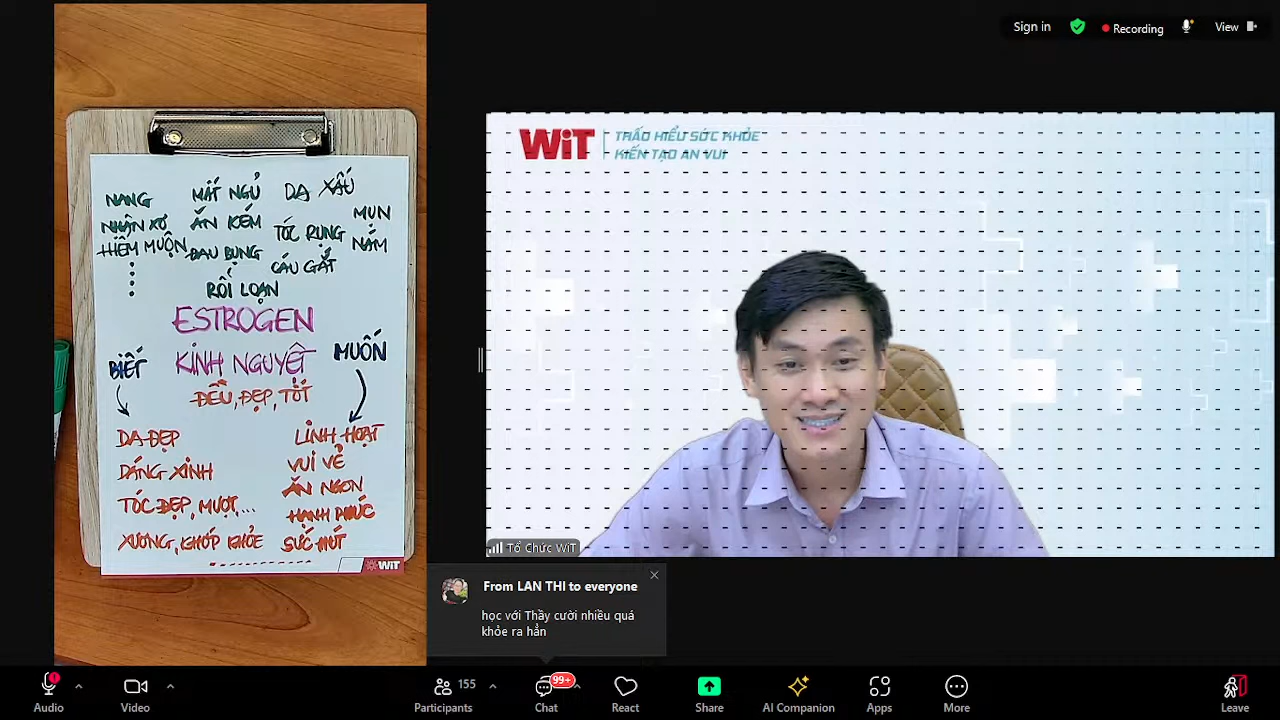 Sign in
Recording
View
WiT
THẤU HIỂU SỨC KHỎE
KIẾN TẠO AN VUI
NANG
NHÂN XƠ
HIẾM MUỘN
MẤT NGỦ
ĂN KÉM
ĐAU BỤNG
DA XẤU
TÓC RỤNG
CÁU GẮT
MỤN
NÁM
RỐI LOẠN
ESTROGEN
KINH NGUYỆT
ĐỀU, ĐẸP, TỐT
BIẾT
MUỐN
DA ĐẸP
DÁNG XINH
TÓC ĐẸP, MƯỢT,...
XƯƠNG, KHỚP KHỎE
LINH HOẠT
VUI VẺ
ĂN NGON
HẠNH PHÚC
SỨC HÚT
WiT
Tổ Chức WiT
From LAN THI to everyone
học với Thầy cười nhiều quá
khỏe ra hẳn
Audio
Video
155
Participants
99+
Chat
React
Share
AI Companion
Apps
More
Leave